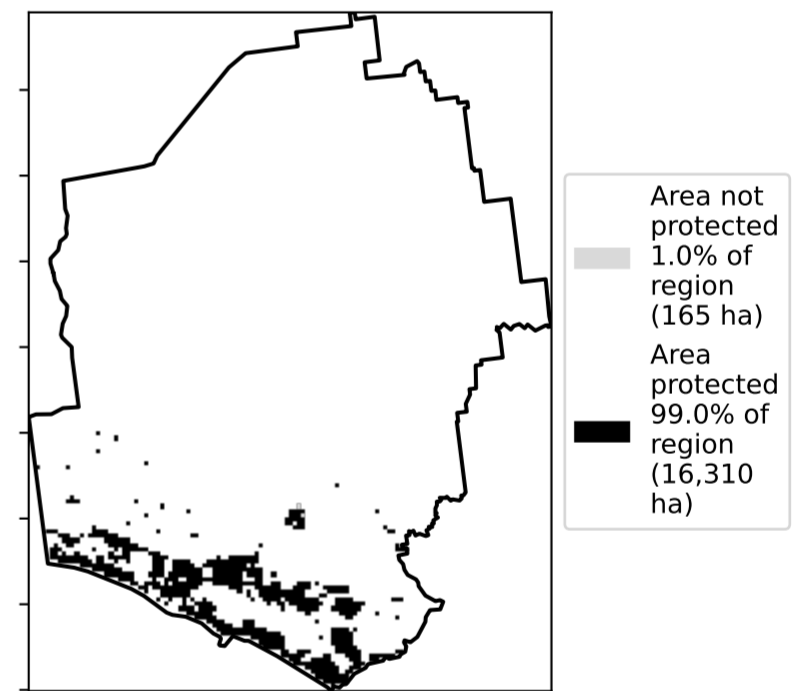 Area not
protected
1.0% of
region
(165 ha)
Area
protected
99.0% of
region
(16,310
ha)